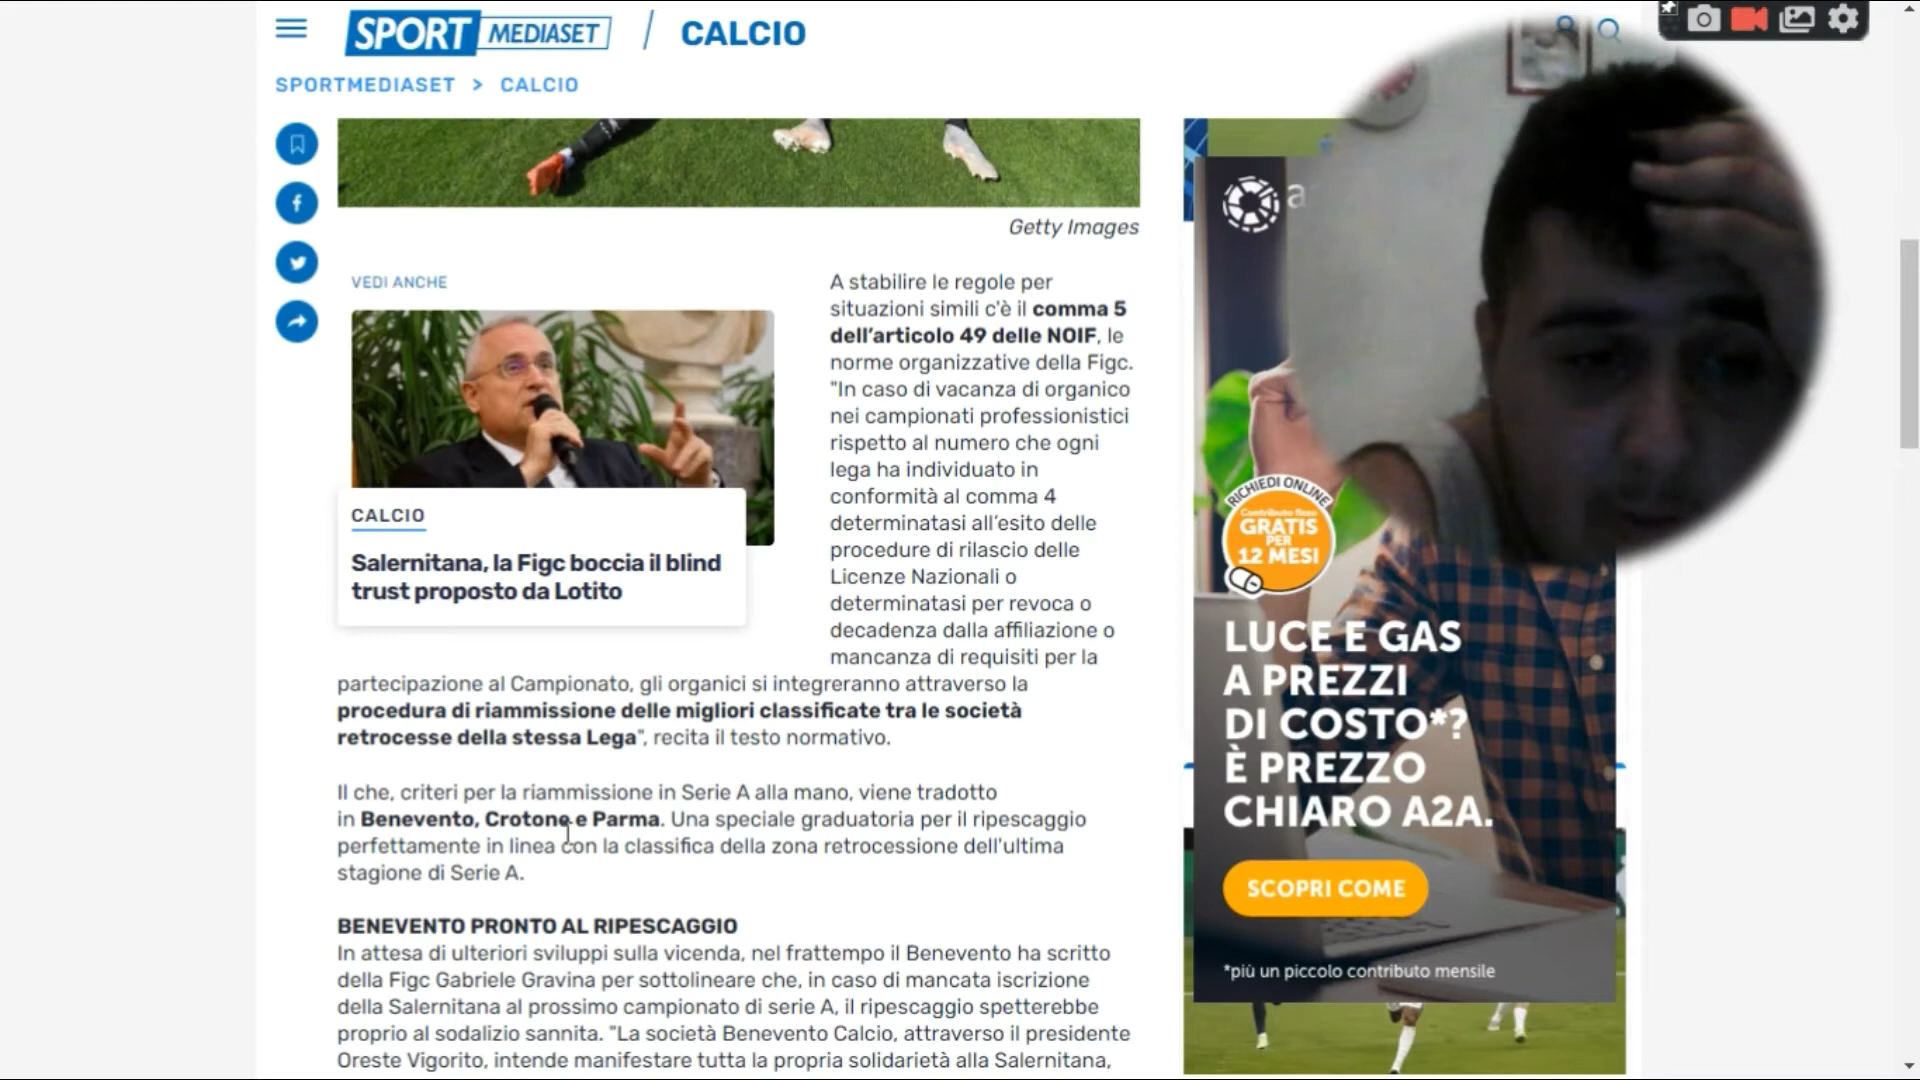 SPORT MEDIASET / CALCIO
SPORTMEDIASET > CALCIO
Getty Images
VEDI ANCHE
CALCIO
Salernitana, la Figc boccia il blind
trust proposto da Lotito
A stabilire le regole per
situazioni simili c'è il comma 5
dell'articolo 49 delle NOIF, le
norme organizzative della Figc.
"In caso di vacanza di organico
nei campionati professionistici
rispetto al numero che ogni
lega ha individuato in
conformità al comma 4
determinatasi all'esito delle
procedure di rilascio delle
Licenze Nazionali o
determinatasi per revoca o
decadenza dalla affiliazione o
mancanza di requisiti per la
partecipazione al Campionato, gli organici si integreranno attraverso la
procedura di riammissione delle migliori classificate tra le società
retrocesse della stessa Lega", recita il testo normativo.
Il che, criteri per la riammissione in Serie A alla mano, viene tradotto
in Benevento, Crotone e Parma. Una speciale graduatoria per il ripescaggio
perfettamente in linea con la classifica della zona retrocessione dell'ultima
stagione di Serie A.
BENEVENTO PRONTO AL RIPESCAGGIO
In attesa di ulteriori sviluppi sulla vicenda, nel frattempo il Benevento ha scritto
della Figc Gabriele Gravina per sottolineare che, in caso di mancata iscrizione
della Salernitana al prossimo campionato di serie A, il ripescaggio spetterebbe
proprio al sodalizio sannita. "La società Benevento Calcio, attraverso il presidente
Oreste Vigorito, intende manifestare tutta la propria solidarietà alla Salernitana,
a
RICHIEDI ONLINE
Contributo fisso
GRATIS
PER
12 MESI
LUCE E GAS
A PREZZI
DI COSTO*?
È PREZZO
CHIARO A2A.
SCOPRI COME
*più un piccolo contributo mensile